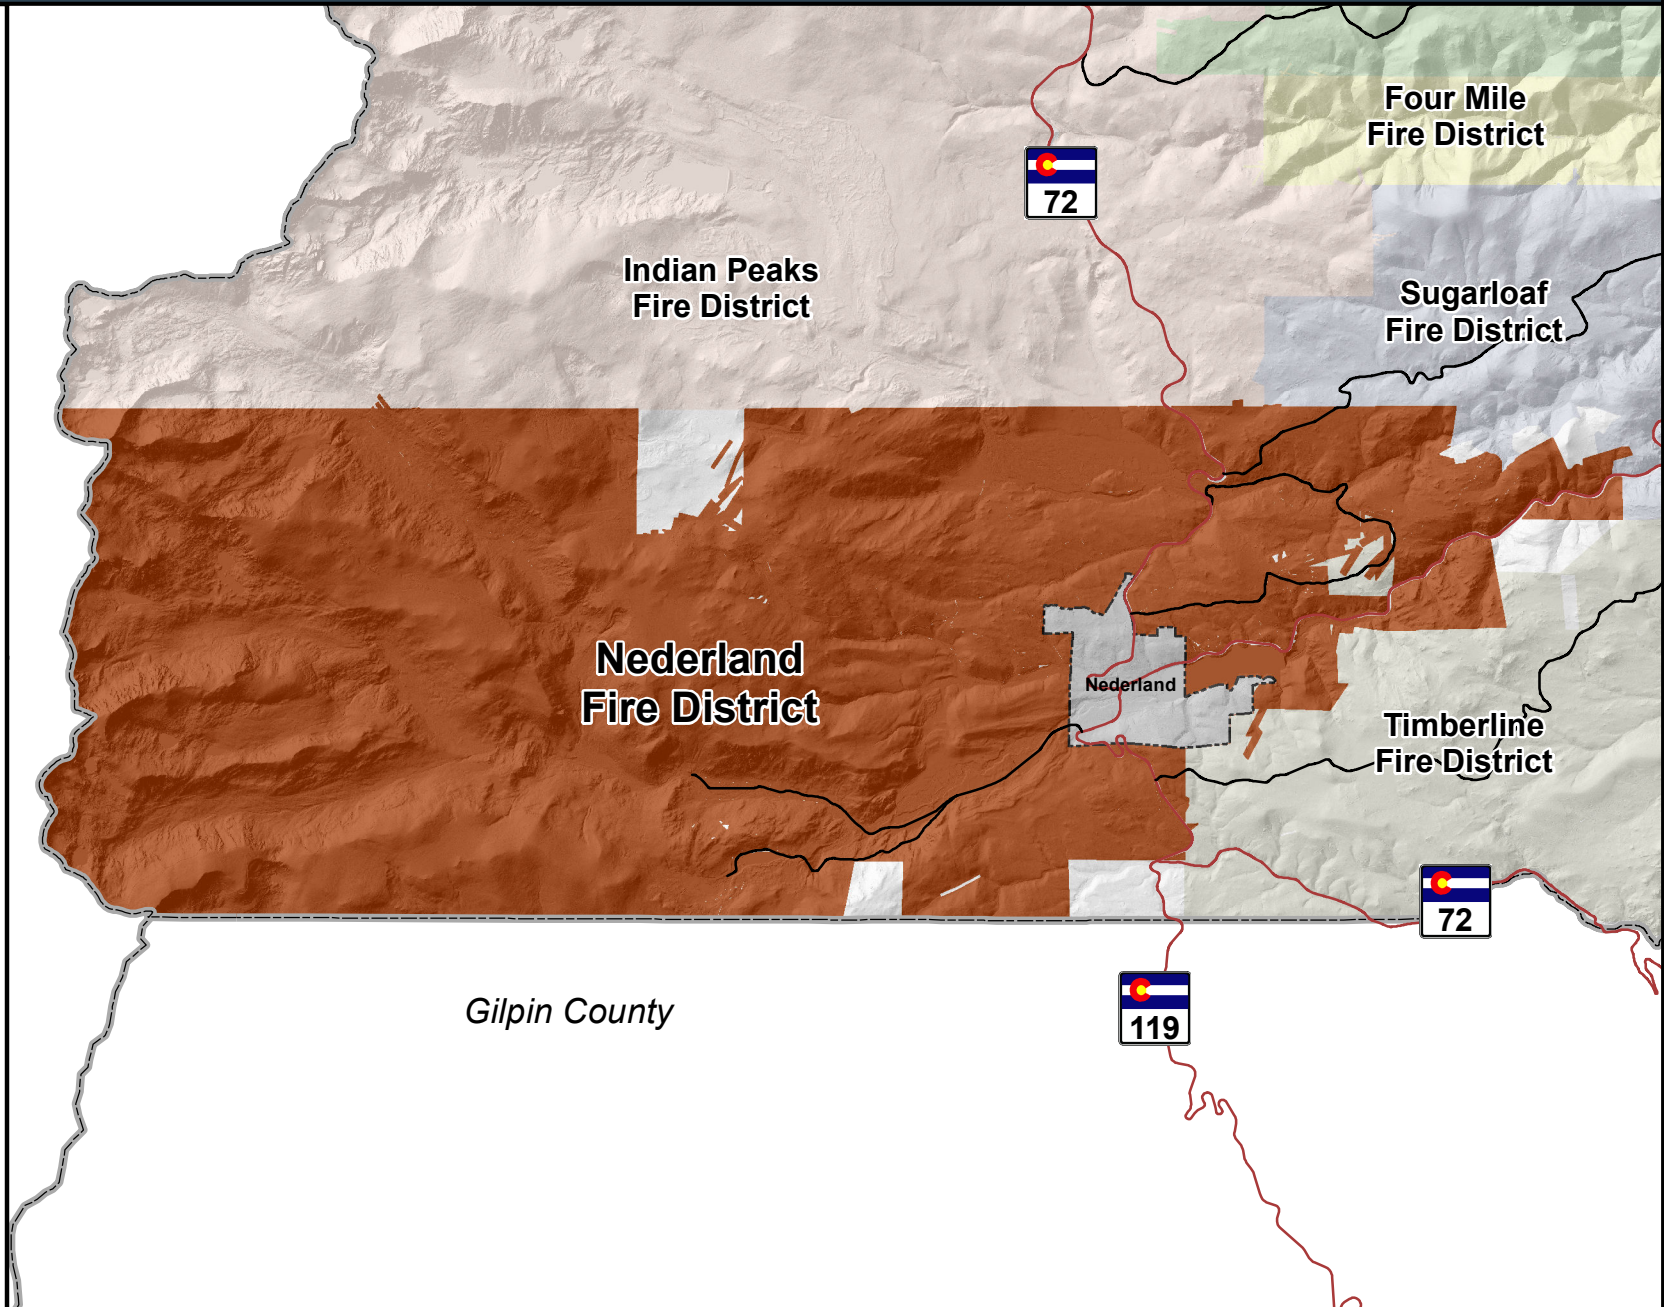 Four Mile
Fire District
72
Indian Peaks
Fire District
Sugarloaf
Fire District
Nederland
Fire District
Nederland
Timberline
Fire District
72
Gilpin County
119